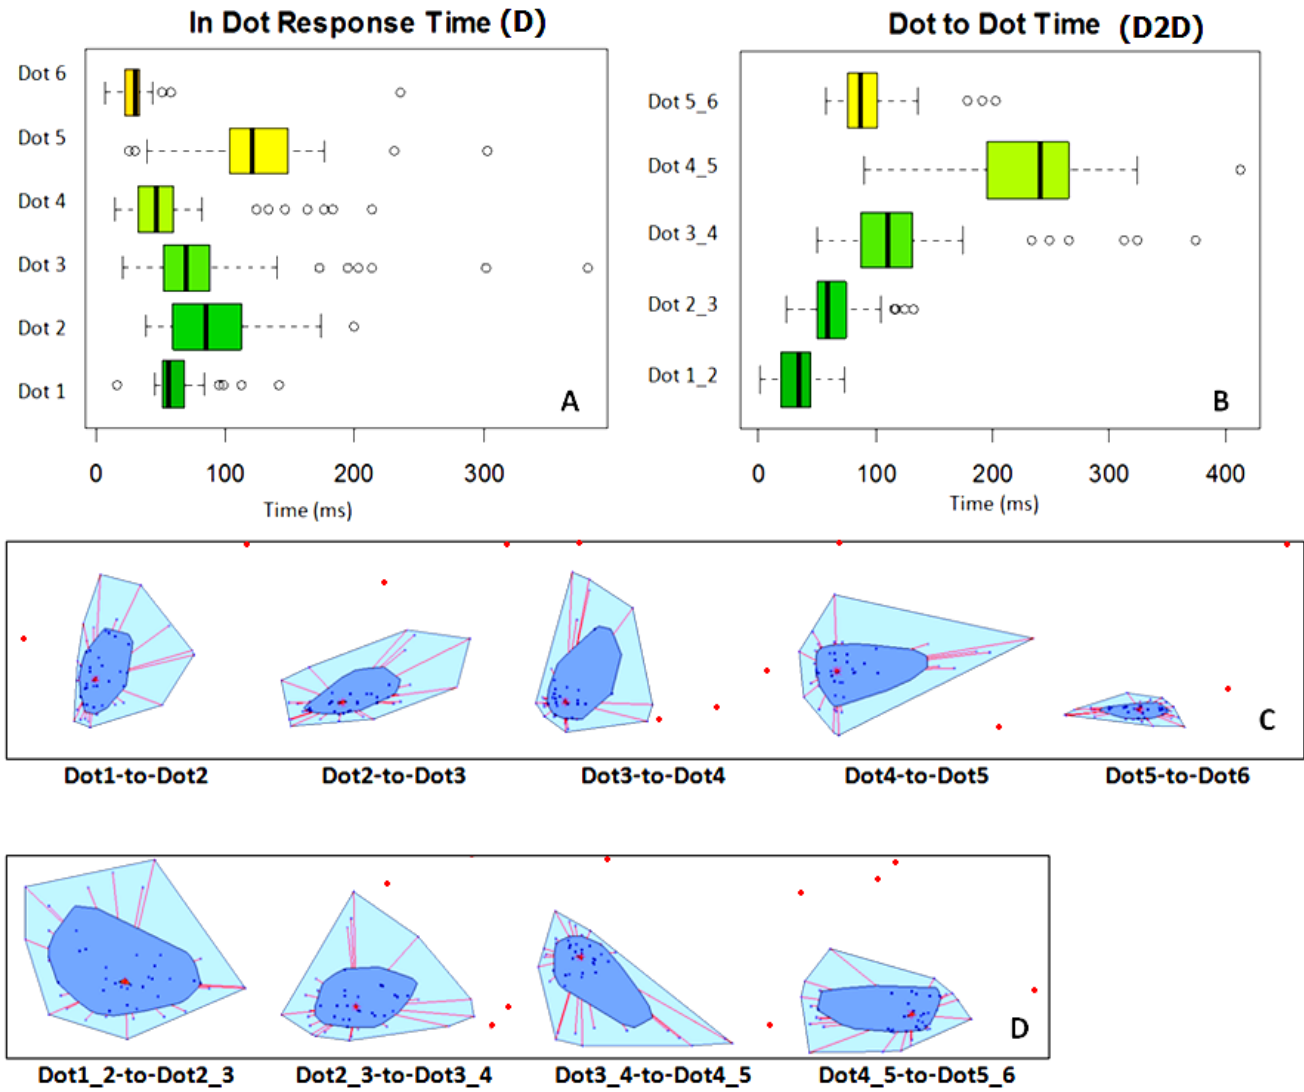 In Dot Response Time (D)
Dot 6
Dot 5
Dot 4
Dot 3
Dot 2
Dot 1
A
0 100 200 300
Time (ms)
Dot to Dot Time (D2D)
Dot 5_6
Dot 4_5
Dot 3_4
Dot 2_3
Dot 1_2
B
0 100 200 300 400
Time (ms)
C
Dot1-to-Dot2 Dot2-to-Dot3 Dot3-to-Dot4 Dot4-to-Dot5 Dot5-to-Dot6
D
Dot1_2-to-Dot2_3 Dot2_3-to-Dot3_4 Dot3_4-to-Dot4_5 Dot4_5-to-Dot5_6